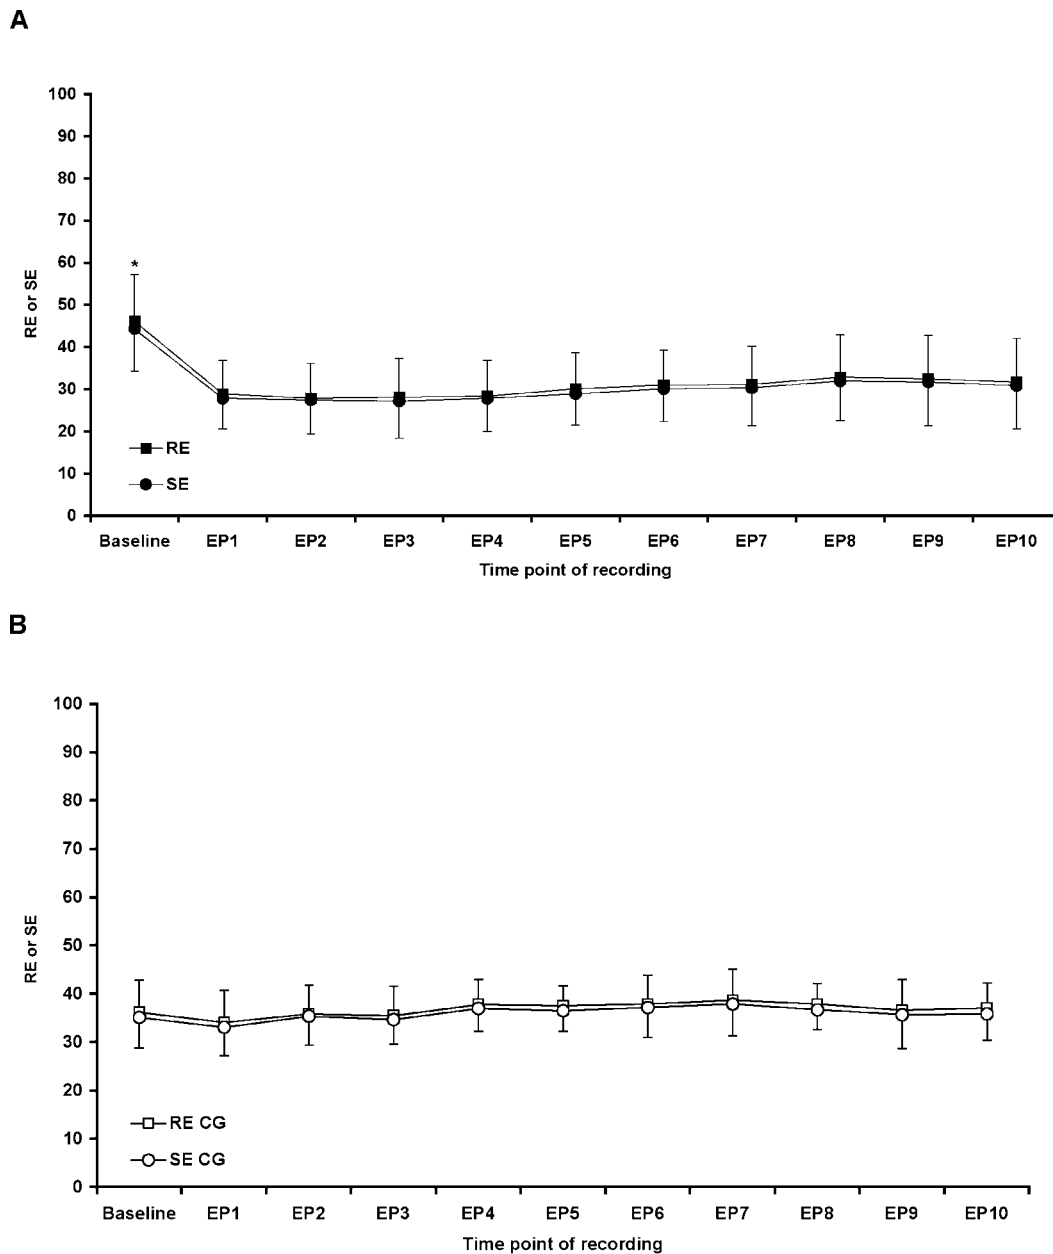 A
100
90
80
70
60
50
40
30
20
10
0
RE or SE
*
RE
SE
Baseline EP1 EP2 EP3 EP4 EP5 EP6 EP7 EP8 EP9 EP10
Time point of recording
B
100
90
80
70
60
50
40
30
20
10
0
RE or SE
RE CG
SE CG
Baseline EP1 EP2 EP3 EP4 EP5 EP6 EP7 EP8 EP9 EP10
Time point of recording